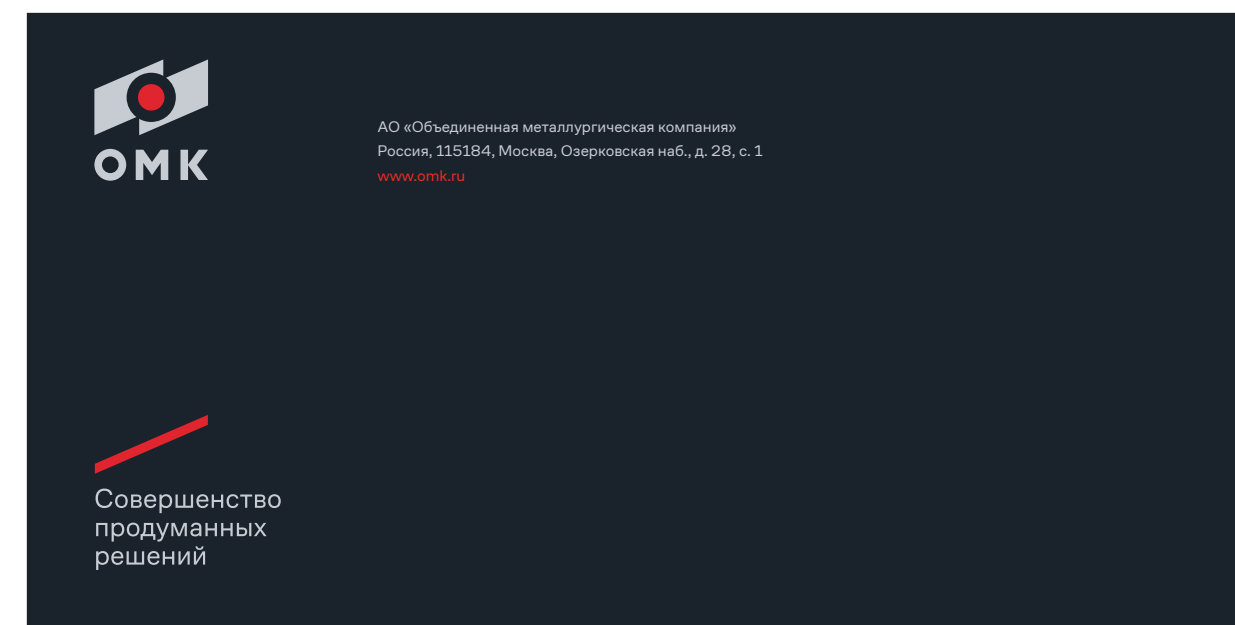 ОМК
АО «Объединенная металлургическая компания»
Россия, 115184, Москва, Озерковская наб., д. 28, с. 1
www.omk.ru
Совершенство
продуманных
решений